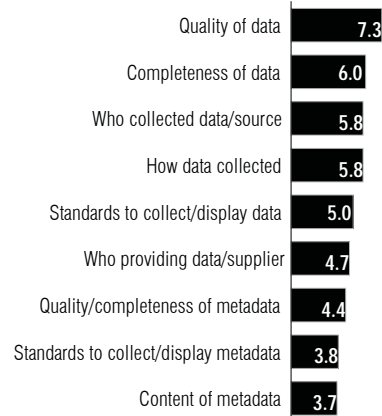 Quality of data 7.3
Completeness of data 6.0
Who collected data/source 5.8
How data collected 5.8
Standards to collect/display data 5.0
Who providing data/supplier 4.7
Quality/completeness of metadata 4.4
Standards to collect/display metadata 3.8
Content of metadata 3.7